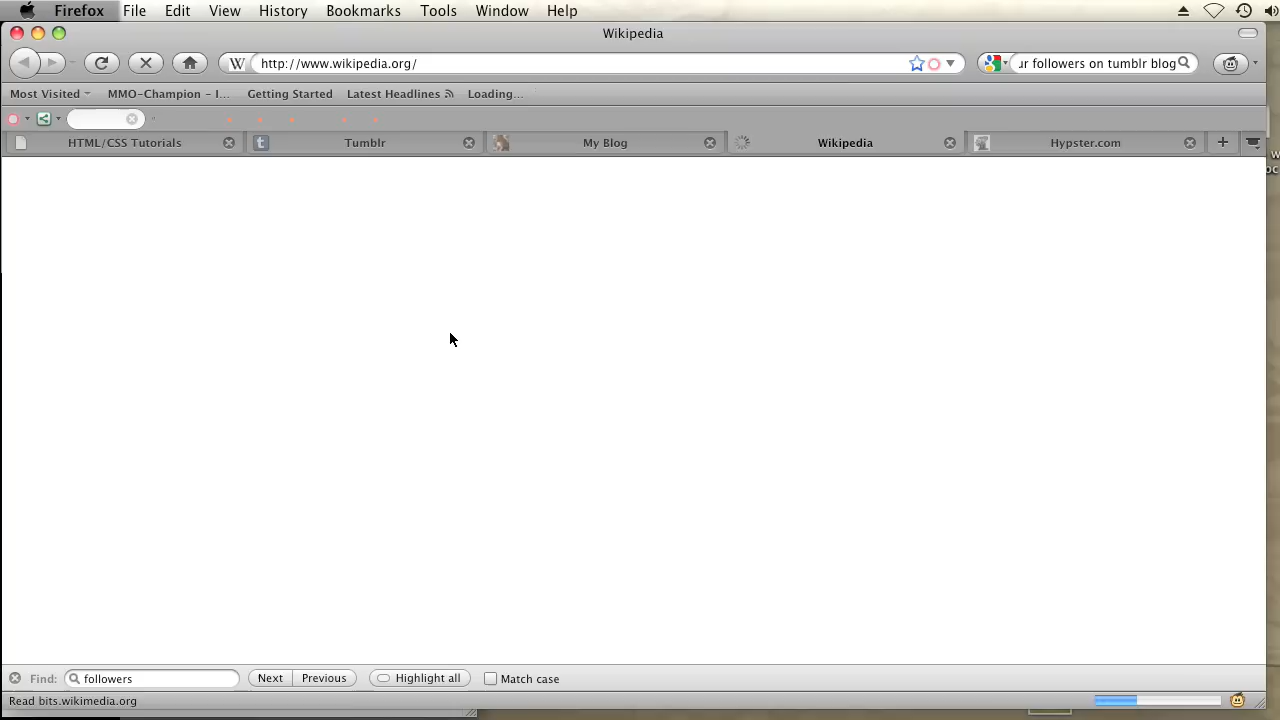 Firefox File Edit View History Bookmarks Tools Window Help
Wikipedia
W http://www.wikipedia.org/ ur followers on tumblr blog
Most Visited MMO-Champion – I... Getting Started Latest Headlines Loading...
HTML/CSS Tutorials t Tumblr My Blog Wikipedia Hypster.com +
Find: followers Next Previous Highlight all Match case
Read bits.wikimedia.org